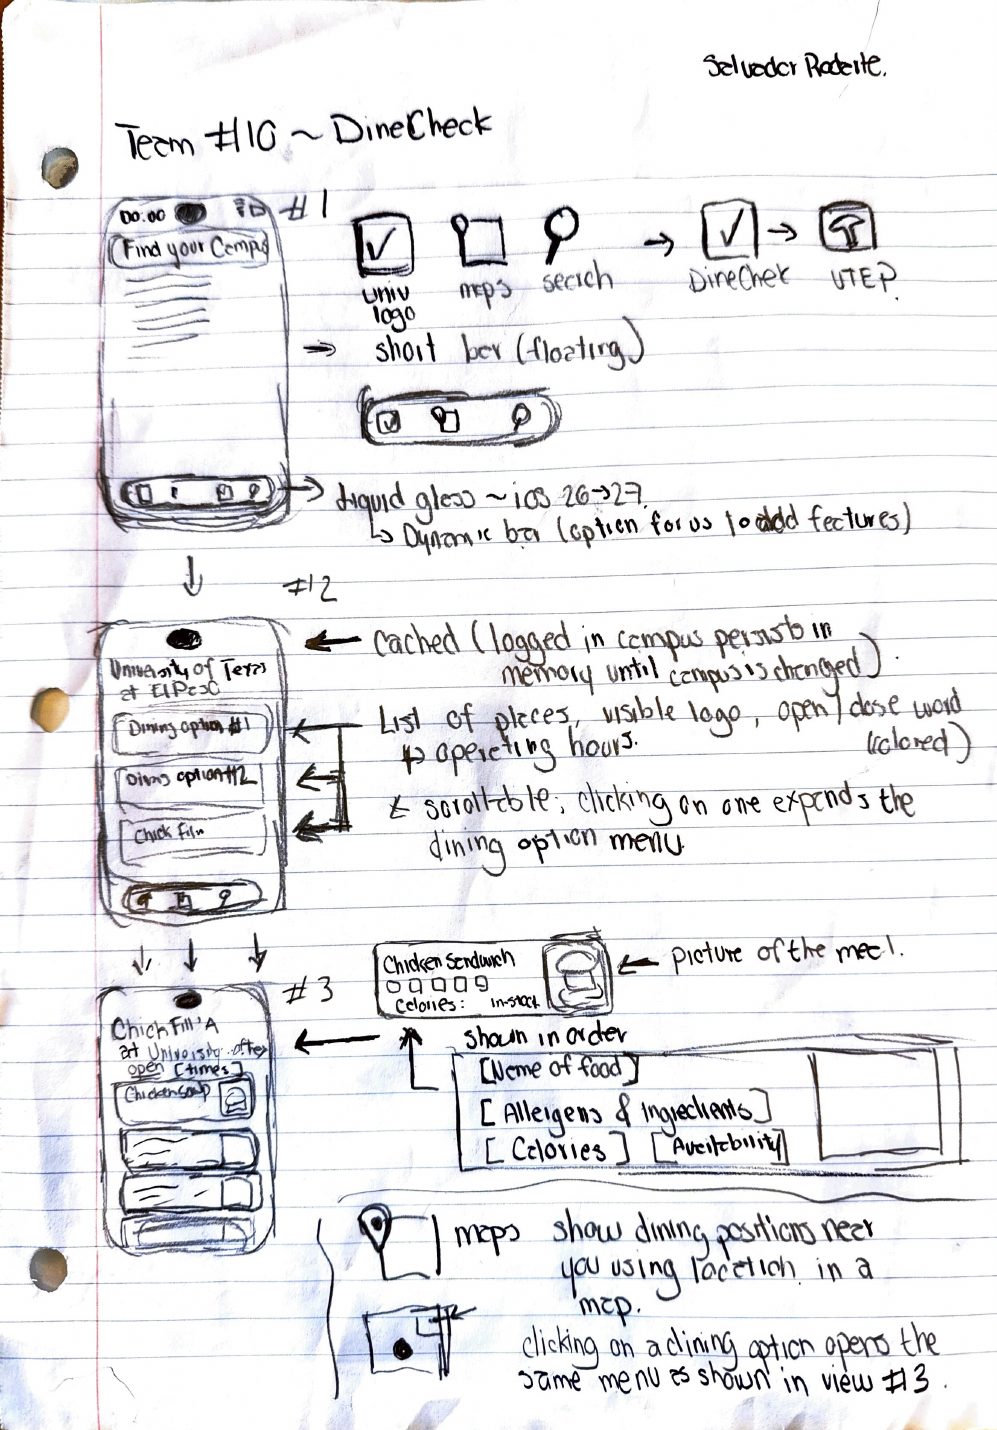 Salvador Roderte.
Team #10 ~ DineCheck
00:00
#1
Find your Campu
univ logo
maps
search
DineChek
UTEP.
short bar (floating)
Liquid glass ~ ios 26→27.
↳ Dynamic bar (option for us to add features)
#2
University of Texas
at El Paso
Dining option #1
Dining option #2
Chick fila
Cached (logged in campus persists in
memory until campus is changed).
List of places, visible logo, open/close word
(colored)
operating hours.
scrollable, clicking on one expands the
dining option menu.
#3
Chick Fill'A
at University of Tex
open [times]
Chicken soup
Chicken Sandwich
Calories: in-stock
picture of the meal.
shown in order
[Name of food]
[Allergens & ingredients]
[Calories] [Availability]
maps
show dining positions near
you using location in a
map.
clicking on a dining option opens the
same menu as shown in view #3.